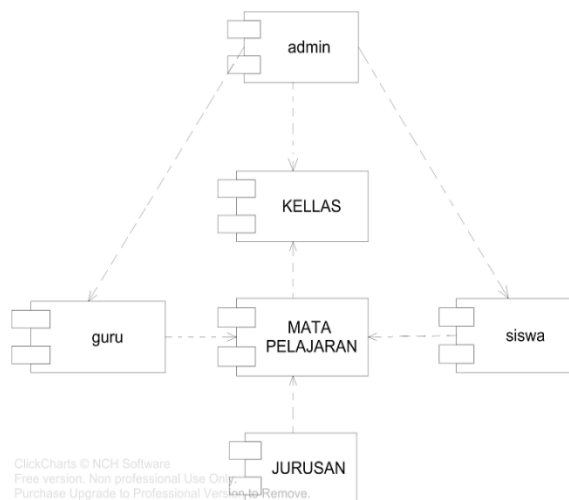 admin
KELLAS
guru
MATA
PELAJARAN
siswa
JURUSAN
ClickCharts © NCH Software
Free version. Non professional Use Only.
Purchase Upgrade to Professional Version to Remove.